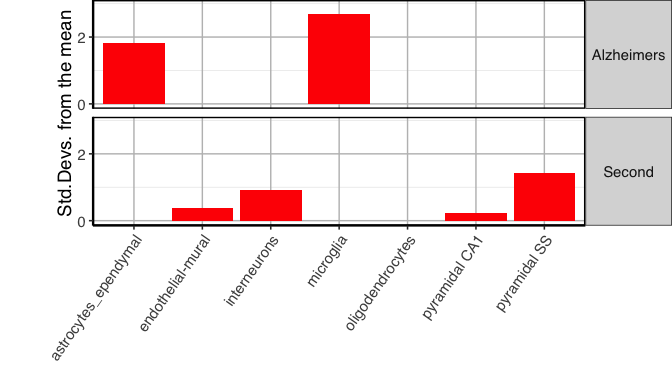 Std.Devs. from the mean
2
0
Alzheimers
2
0
Second
astrocytes_ependymal
endothelial-mural
interneurons
microglia
oligodendrocytes
pyramidal CA1
pyramidal SS